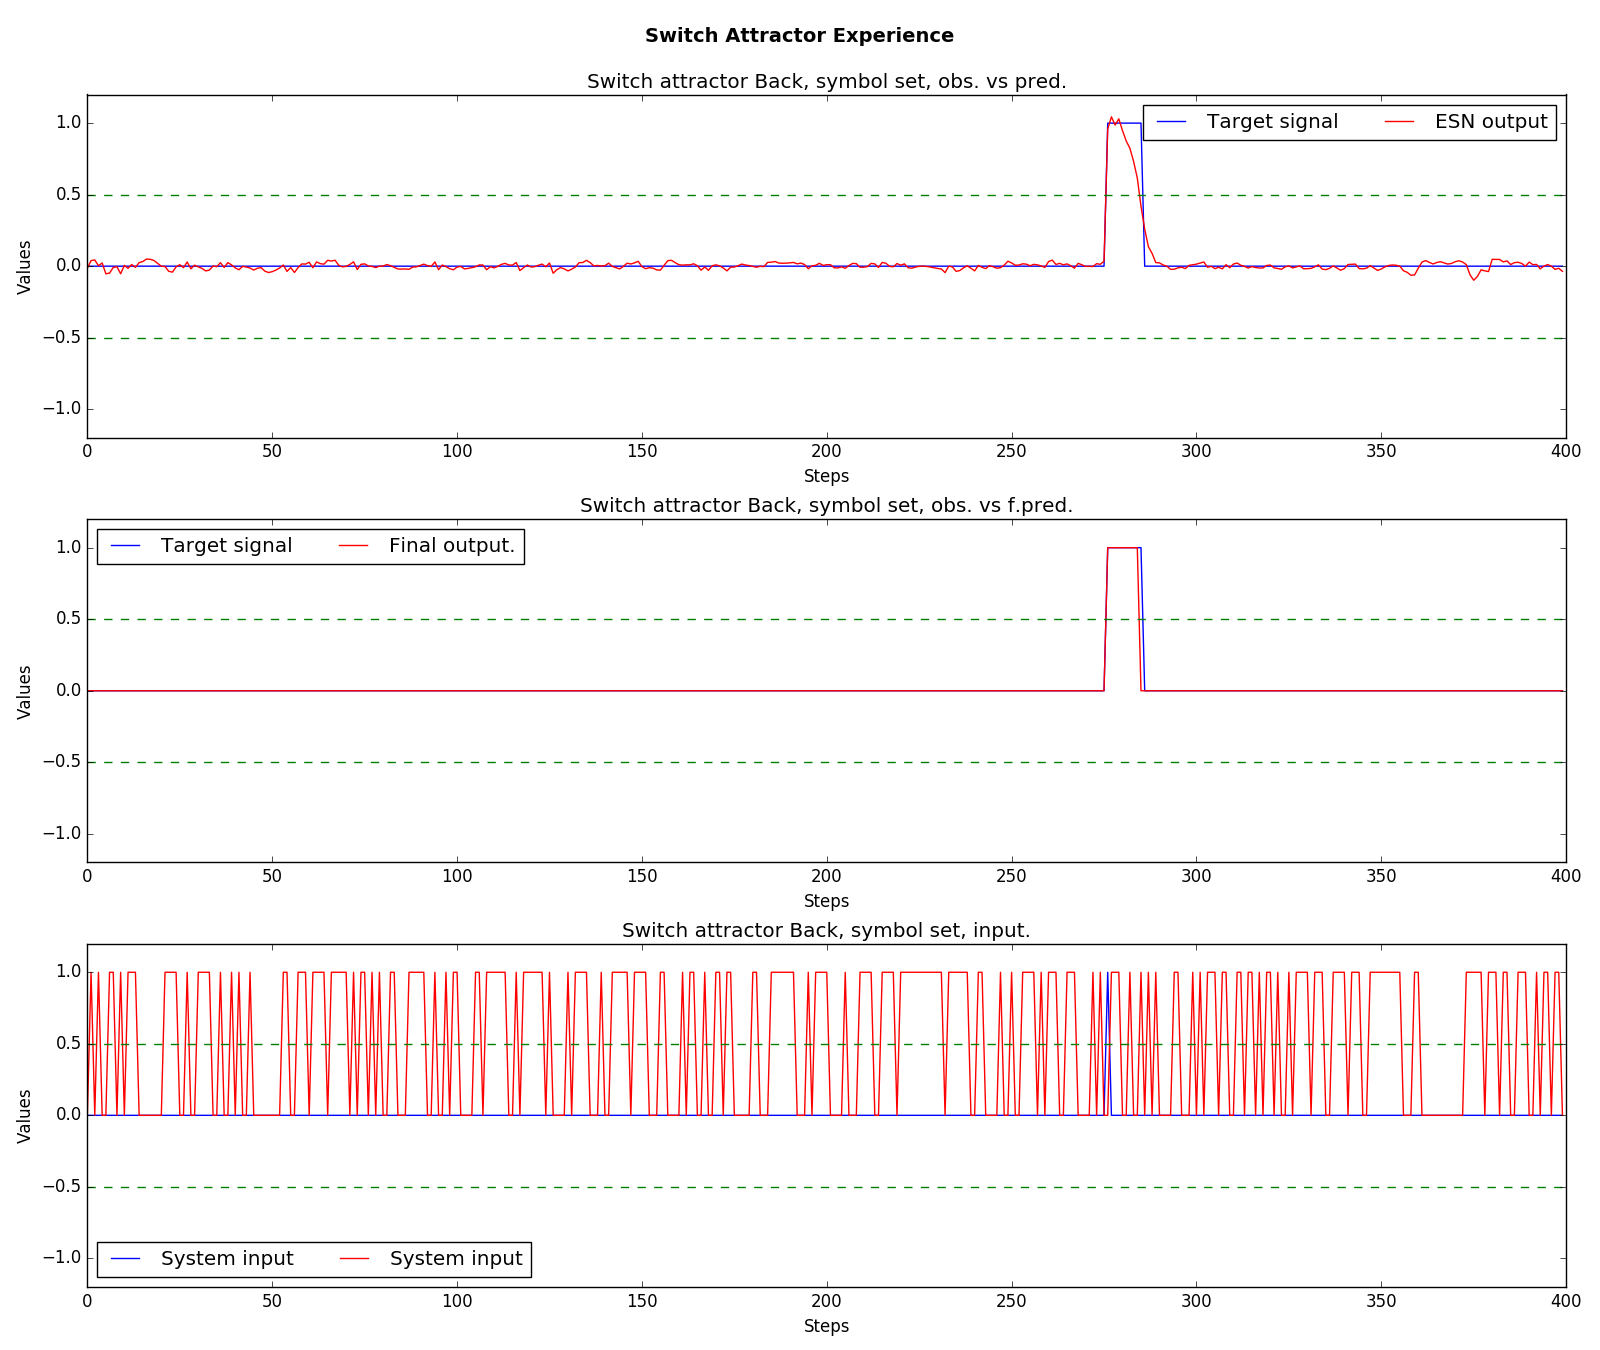 Switch Attractor Experience
Switch attractor Back, symbol set, obs. vs pred.
Target signal ESN output
1.0
0.5
0.0
−0.5
−1.0
Values
0 50 100 150 200 250 300 350 400
Steps
Switch attractor Back, symbol set, obs. vs f.pred.
Target signal Final output.
1.0
0.5
0.0
−0.5
−1.0
Values
0 50 100 150 200 250 300 350 400
Steps
Switch attractor Back, symbol set, input.
1.0
0.5
0.0
−0.5
−1.0
Values
System input System input
0 50 100 150 200 250 300 350 400
Steps